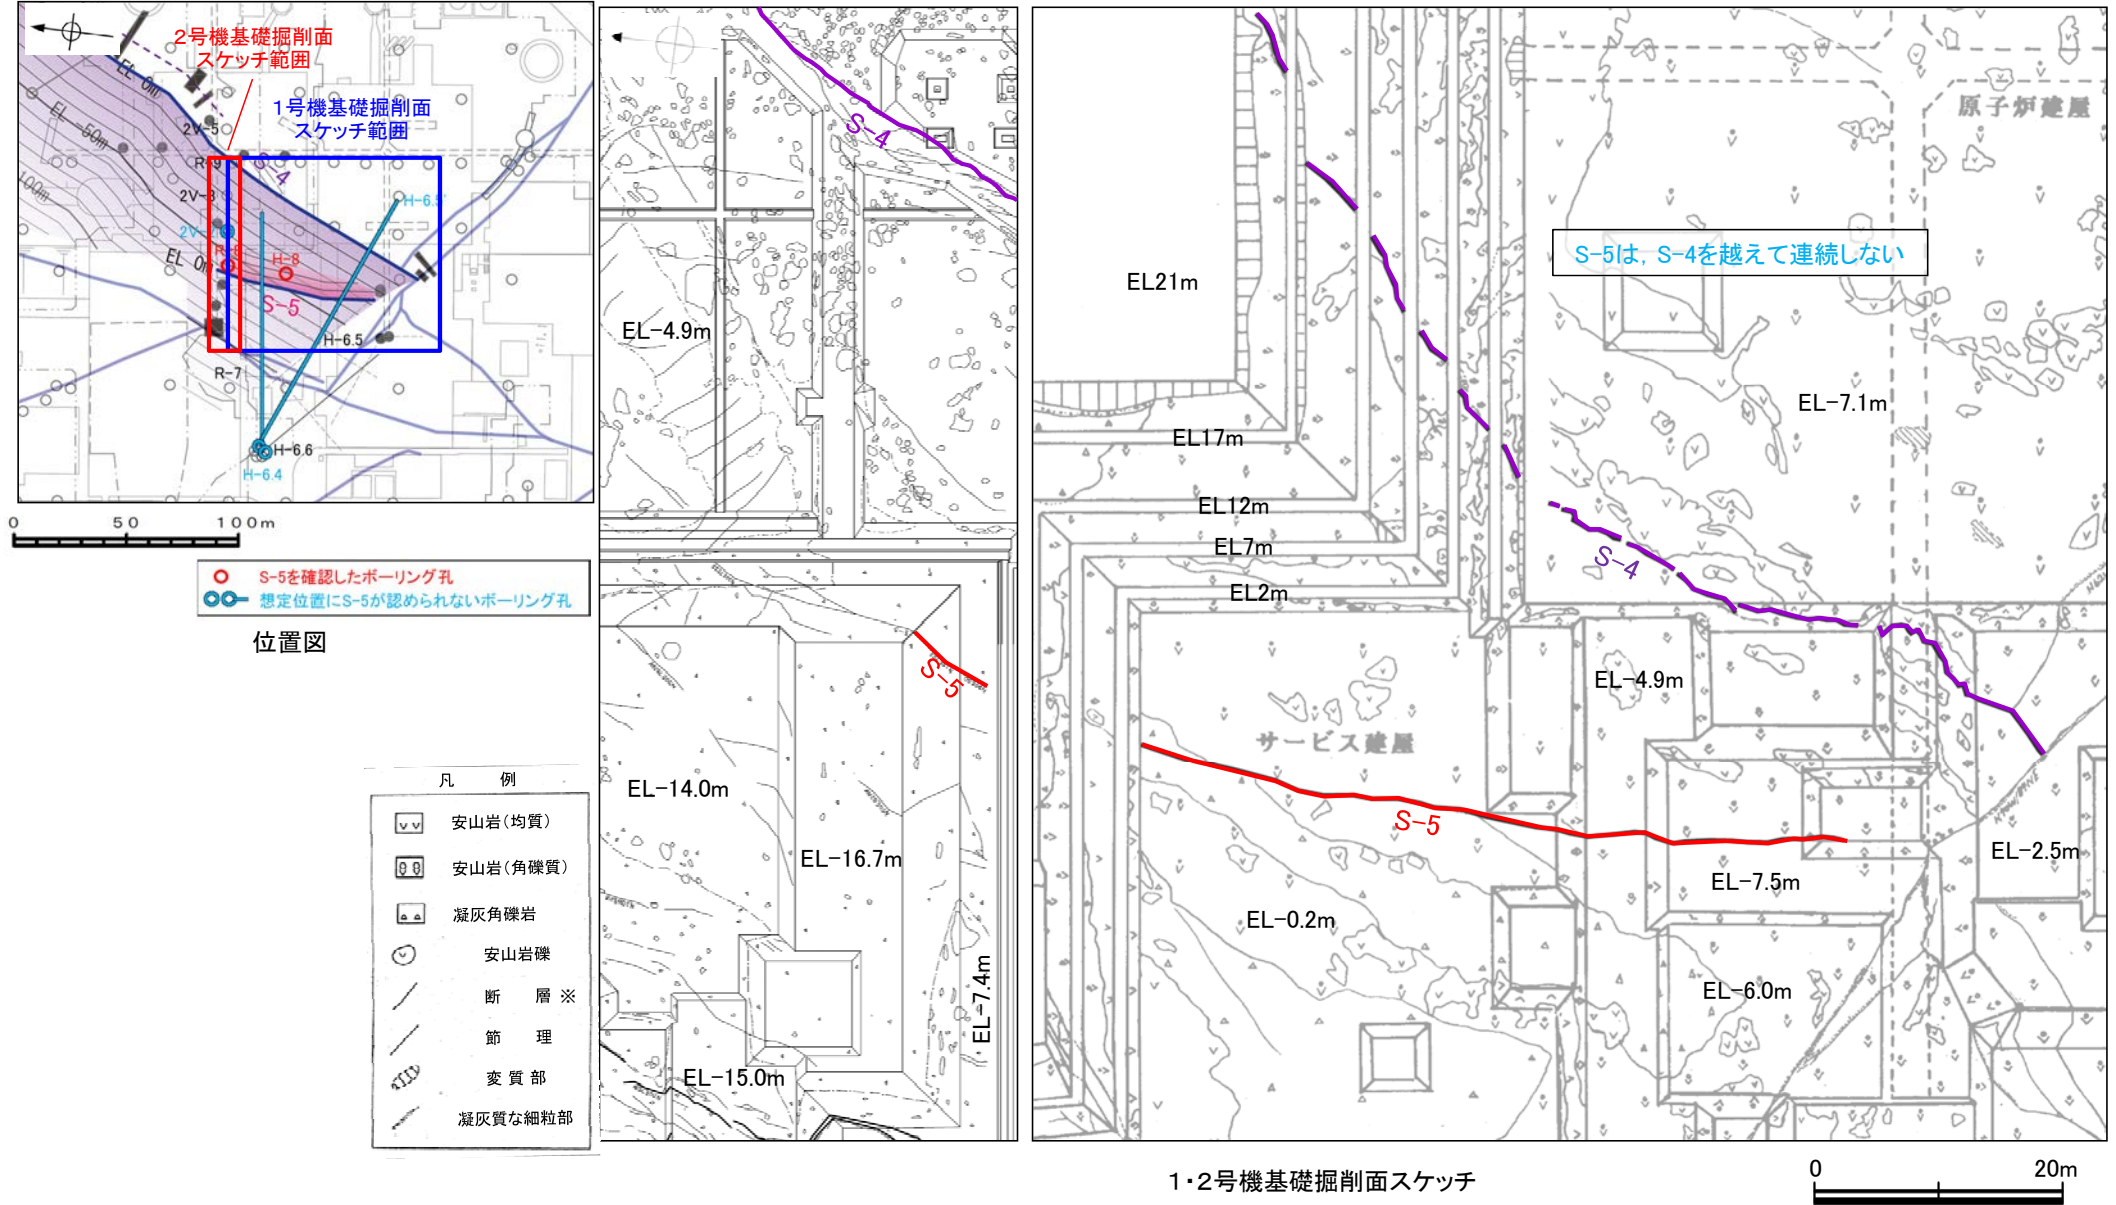 2号機基礎掘削面
スケッチ範囲
1号機基礎掘削面
スケッチ範囲
EL 0m
EL -50m
100m
2V-5
R-9
S-4
2V-3
H-6.5'
EL 0m
H-8
S-5
H-6.5
R-7
H-6.6
H-6.4
0 50 100m
S-5を確認したボーリング孔
想定位置にS-5が認められないボーリング孔
位置図
凡 例
安山岩(均質)
安山岩(角礫質)
凝灰角礫岩
安山岩礫
断 層 ※
節 理
変 質 部
凝灰質な細粒部
S-4
EL-4.9m
S-5
EL-14.0m
EL-16.7m
EL-7.4m
EL-15.0m
原子炉建屋
S-5は, S-4を越えて連続しない
EL21m
EL-7.1m
EL17m
EL12m
EL7m
EL2m
S-4
EL-4.9m
サービス建屋
S-5
EL-2.5m
EL-7.5m
EL-0.2m
EL-6.0m
1・2号機基礎掘削面スケッチ
0 20m